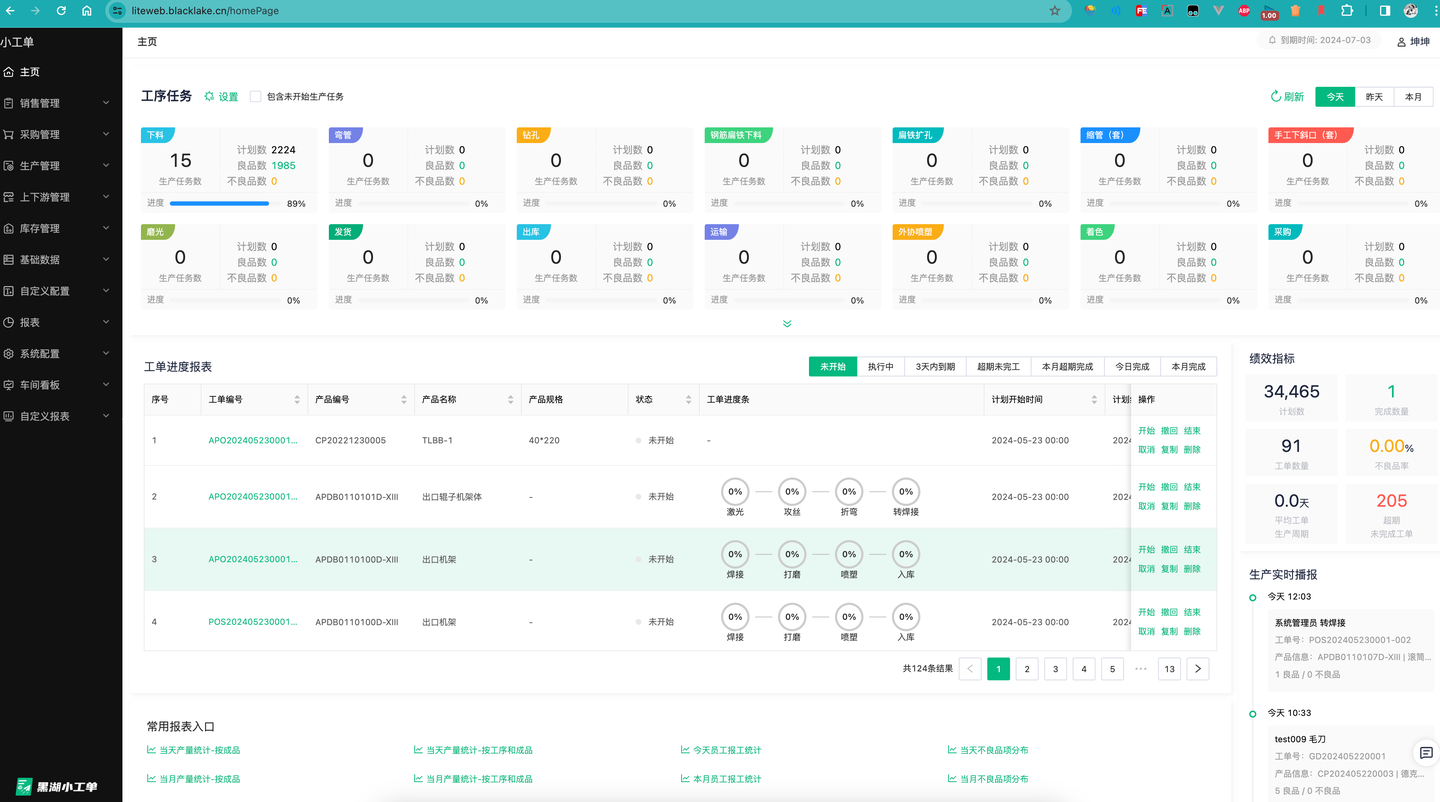 liteweb.blacklake.cn/homePage
1.00
ABP
小工单
主页
销售管理
采购管理
生产管理
上下游管理
库存管理
基础数据
自定义配置
报表
系统配置
车间看板
自定义报表
黑湖小工单
主页
到期时间: 2024-07-03
坤坤
工序任务 设置 包含未开始生产任务
刷新 今天 昨天 本月
下料 15 生产任务数 计划数 2224 良品数 1985 不良品数 0 进度 89%
弯管 0 生产任务数 计划数 0 良品数 0 不良品数 0 进度 0%
钻孔 0 生产任务数 计划数 0 良品数 0 不良品数 0 进度 0%
钢筋扁铁下料 0 生产任务数 计划数 0 良品数 0 不良品数 0 进度 0%
扁铁扩孔 0 生产任务数 计划数 0 良品数 0 不良品数 0 进度 0%
缩管（套） 0 生产任务数 计划数 0 良品数 0 不良品数 0 进度 0%
手工下斜口（套） 0 生产任务数 计划数 0 良品数 0 不良品数 0 进度 0%
磨光 0 生产任务数 计划数 0 良品数 0 不良品数 0 进度 0%
发货 0 生产任务数 计划数 0 良品数 0 不良品数 0 进度 0%
出库 0 生产任务数 计划数 0 良品数 0 不良品数 0 进度 0%
运输 0 生产任务数 计划数 0 良品数 0 不良品数 0 进度 0%
外协喷塑 0 生产任务数 计划数 0 良品数 0 不良品数 0 进度 0%
着色 0 生产任务数 计划数 0 良品数 0 不良品数 0 进度 0%
采购 0 生产任务数 计划数 0 良品数 0 不良品数 0 进度 0%
工单进度报表
未开始 执行中 3天内到期 超期未完工 本月超期完成 今日完成 本月完成
序号 工单编号 产品编号 产品名称 产品规格 状态 工单进度条 计划开始时间 计划 操作
1 APO202405230001... CP20221230005 TLBB-1 40*220 未开始 - 2024-05-23 00:00 2024 开始 撤回 结束
取消 复制 删除
2 APO202405230001... APDB0110101D-XIII 出口辊子机架体 - 未开始 0% 0% 0% 0% 2024-05-23 00:00 2024 开始 撤回 结束
激光 攻丝 折弯 转焊接 取消 复制 删除
3 APO202405230001... APDB0110100D-XIII 出口机架 - 未开始 0% 0% 0% 0% 2024-05-23 00:00 2024 开始 撤回 结束
焊接 打磨 喷塑 入库 取消 复制 删除
4 POS202405230001... APDB0110100D-XIII 出口机架 - 未开始 0% 0% 0% 0% 2024-05-23 00:00 2024 开始 撤回 结束
焊接 打磨 喷塑 入库 取消 复制 删除
共124条结果 < 1 2 3 4 5 ••• 13 >
常用报表入口
当天产量统计-按成品 当天产量统计-按工序和成品 今天员工报工统计 当天不良品项分布
当月产量统计-按成品 当月产量统计-按工序和成品 本月员工报工统计 当月不良品项分布
绩效指标
34,465 1
计划数 完成数量
91 0.00%
工单数量 不良品率
0.0天 205
平均工单 超期
生产周期 未完成工单
生产实时播报
今天 12:03
系统管理员 转焊接
工单号：POS202405230001-002
产品信息：APDB0110107D-XIII | 滚筒...
1 良品 / 0 不良品
今天 10:33
test009 毛刀
工单号：GD202405220001
产品信息：CP202405220003 | 德克...
5 良品 / 0 不良品